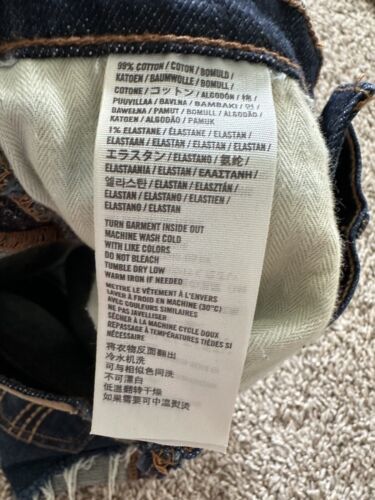 99% COTTON / COTON / BOMULD /
KATOEN / BAUMWOLLE / BOMULL /
COTONE / コットン / ALGODÓN / 棉 /
PUUVILLAA / BAVLNA / ΒΑΜΒΑΚΙ / 면 /
BAWEŁNA / PAMUT / BOMULL / ALGODÃO /
KATOEN / ALGODÓN / PAMUK
1% ELASTANE / ÉLASTANE / ELASTAN /
ELASTAAN / ELASTAN / ELASTAN /
エラスタン / ELASTANO / 氨纶 /
ELASTAANIA / ELASTAN / ΕΛΑΣΤΑΝΗ /
엘라스탄 / ELASTAN / ELASZTÁN /
ELASTAN / ELASTANO / ELASTIEN /
ELASTANO / ELASTAN
TURN GARMENT INSIDE OUT
MACHINE WASH COLD
WITH LIKE COLORS
DO NOT BLEACH
TUMBLE DRY LOW
WARM IRON IF NEEDED
METTRE LE VÊTEMENT À L'ENVERS
LAVER À FROID EN MACHINE (30°C)
AVEC COULEURS SIMILAIRES
NE PAS JAVELLISER
SÉCHER À LA MACHINE CYCLE DOUX
REPASSAGE À TEMPÉRATURES TIÈDES SI
NÉCESSAIRE
将衣物反面翻出
冷水机洗
可与相似色同洗
不可漂白
低温翻转干燥
如果需要可中温熨烫